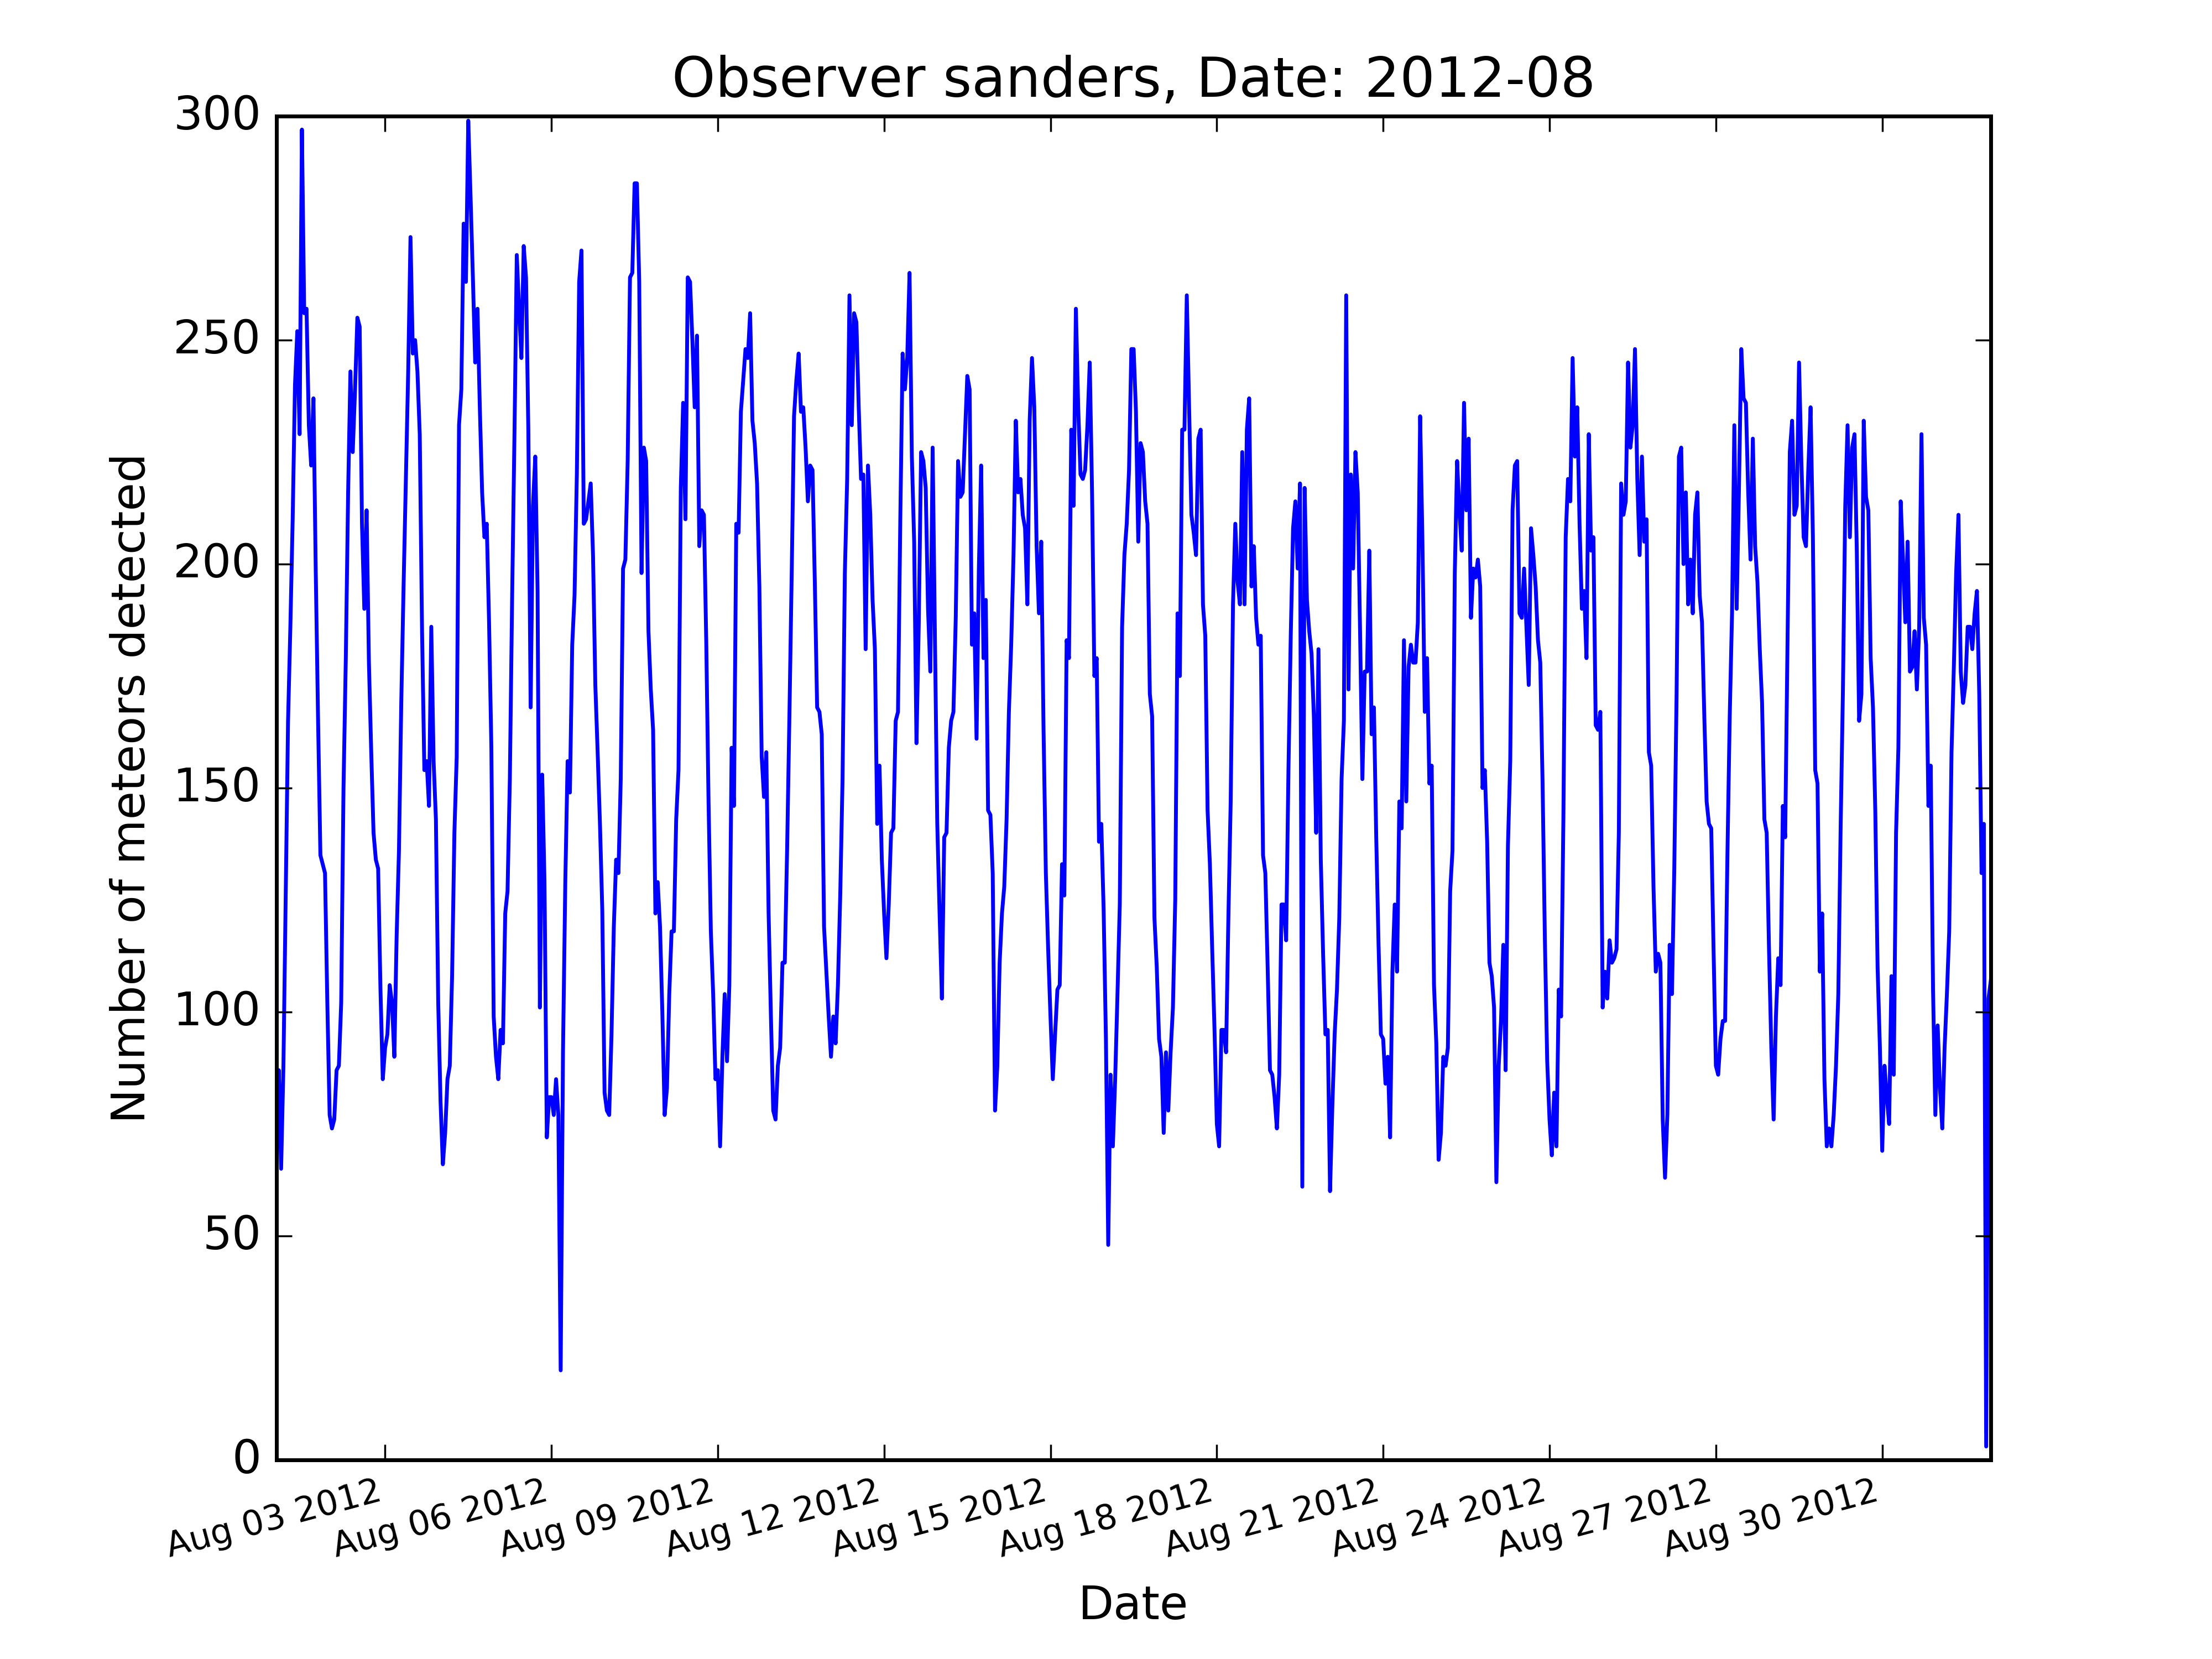 Observer sanders, Date: 2012-08
300
250
200
150
100
50
0
Number of meteors detected
Aug 03 2012
Aug 06 2012
Aug 09 2012
Aug 12 2012
Aug 15 2012
Aug 18 2012
Aug 21 2012
Aug 24 2012
Aug 27 2012
Aug 30 2012
Date